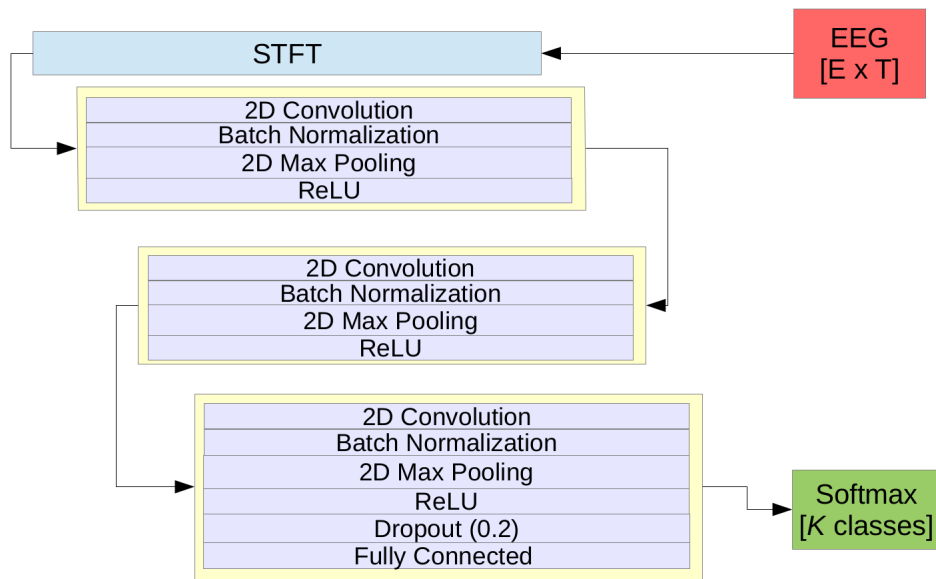 STFT
EEG
[E x T]
2D Convolution
Batch Normalization
2D Max Pooling
ReLU
2D Convolution
Batch Normalization
2D Max Pooling
ReLU
2D Convolution
Batch Normalization
2D Max Pooling
ReLU
Dropout (0.2)
Fully Connected
Softmax
[K classes]